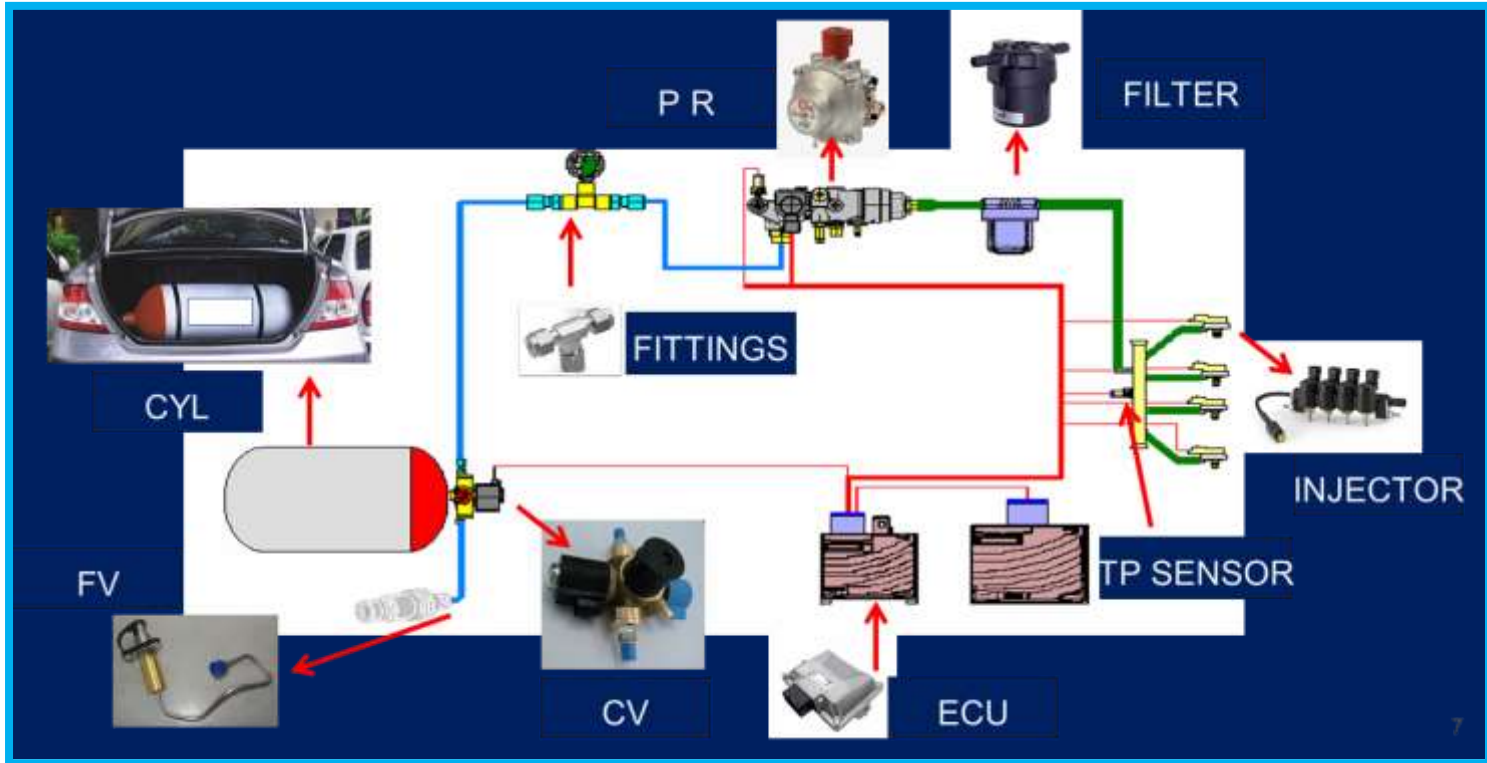 P R
FILTER
FITTINGS
CYL
INJECTOR
TP SENSOR
FV
CV
ECU
7